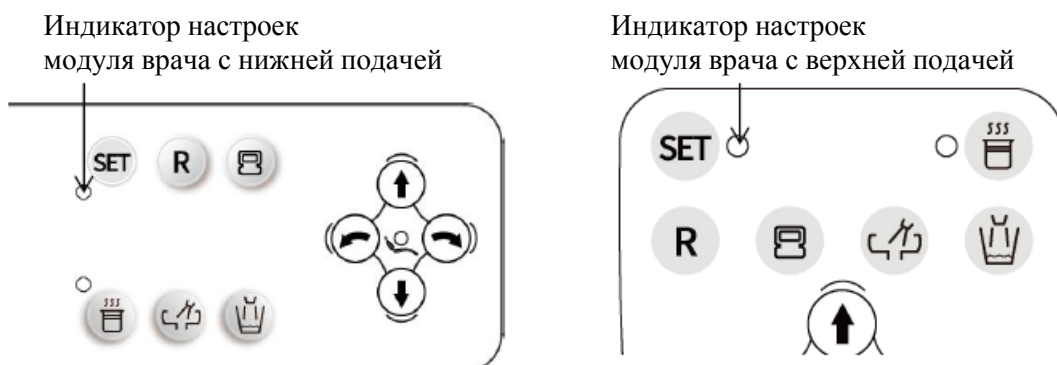 Индикатор настроек
модуля врача с нижней подачей
Индикатор настроек
модуля врача с верхней подачей
SET R
SET
R